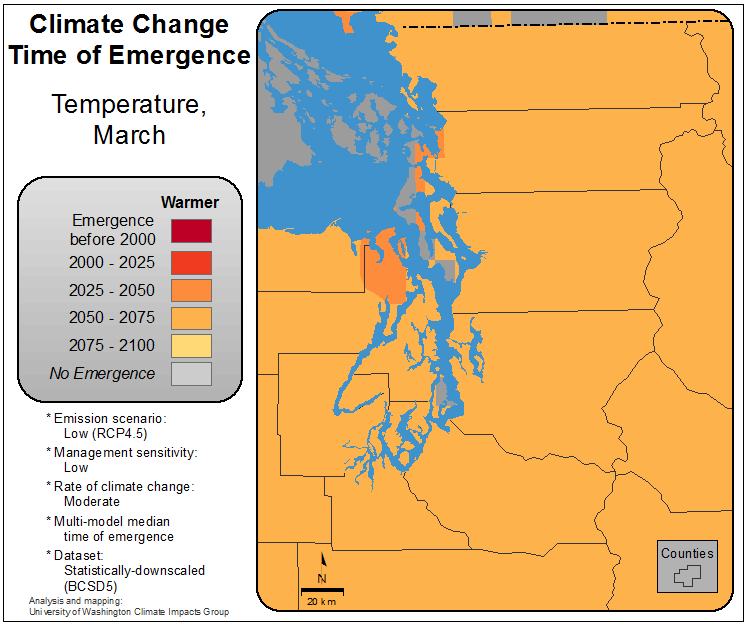 Climate Change
Time of Emergence
Temperature,
March
Warmer
Emergence
before 2000
2000 - 2025
2025 - 2050
2050 - 2075
2075 - 2100
No Emergence
* Emission scenario:
Low (RCP4.5)
* Management sensitivity:
Low
* Rate of climate change:
Moderate
* Multi-model median
time of emergence
* Dataset:
Statistically-downscaled
(BCSD5)
Analysis and mapping:
University of Washington Climate Impacts Group
N
20 km
Counties